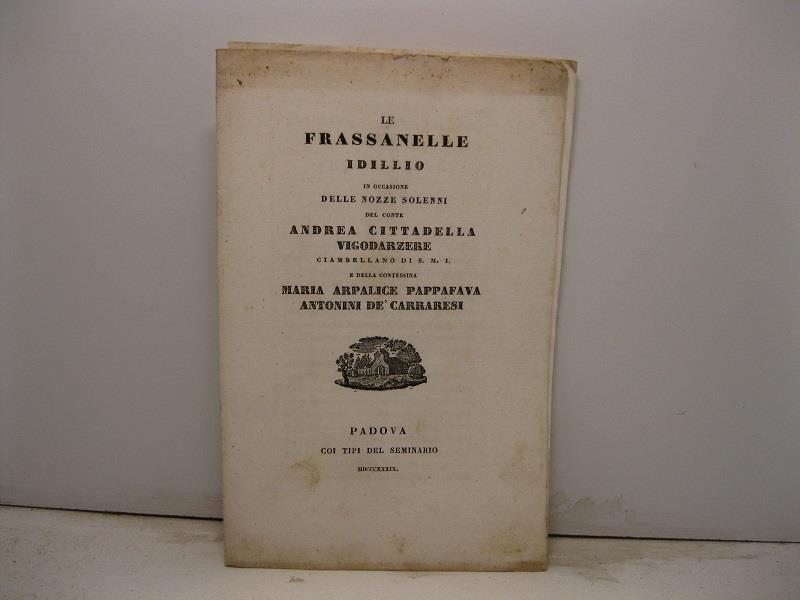 LE
FRASSANELLE
IDILLIO
IN OCCASIONE
DELLE NOZZE SOLENNI
DEL CONTE
ANDREA CITTADELLA
VIGODARZERE
CIAMBELLANO DI S. M. I.
E DELLA CONTESSINA
MARIA ARPALICE PAPPAFAVA
ANTONINI DE' CARRARESI
PADOVA
COI TIPI DEL SEMINARIO
MDCCCXXXIX.